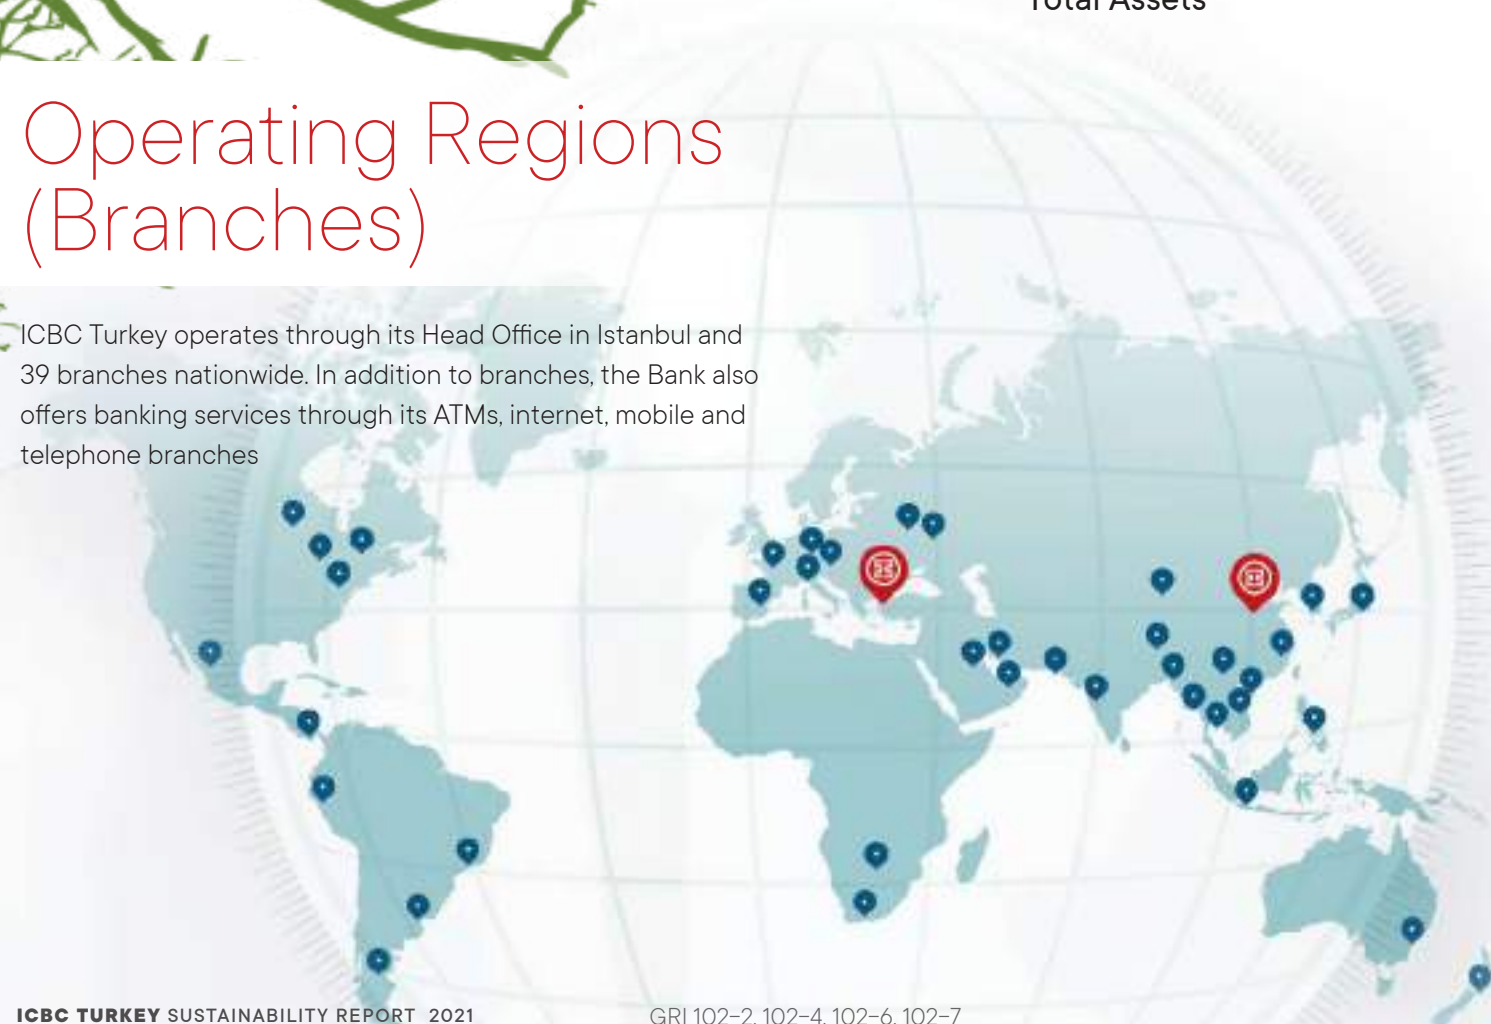 Total Assets
Operating Regions
(Branches)
ICBC Turkey operates through its Head Office in Istanbul and
39 branches nationwide. In addition to branches, the Bank also
offers banking services through its ATMs, internet, mobile and
telephone branches
ICBC TURKEY SUSTAINABILITY REPORT 2021
GRI 102-2, 102-4, 102-6, 102-7